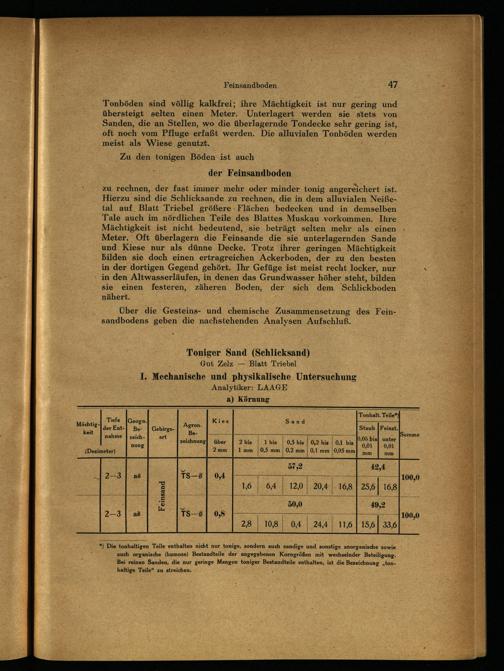 Feinsandboden 47
Tonböden sind völlig kalkfrei; ihre Mächtigkeit ist nur gering und
übersteigt selten einen Meter. Unterlagert werden sie stets von
Sanden, die an Stellen, wo die überlagernde Tondecke sehr gering ist,
oft noch vom Pfluge erfaßt werden. Die alluvialen Tonböden werden
meist als Wiese genutzt.
Zu den tonigen Böden ist auch
der Feinsandboden
zu rechnen, der fast immer mehr oder minder tonig angereichert ist.
Hierzu sind die Schlicksande zu rechnen, die in dem alluvialen Neiße-
tal auf Blatt Triebel größere Flächen bedecken und in demselben
Tale auch im nördlichen Teile des Blattes Muskau vorkommen. Ihre
Mächtigkeit ist nicht bedeutend, sie beträgt selten mehr als einen
Meter. Oft überlagern die Feinsande die sie unterlagernden Sande
und Kiese nur als dünne Decke. Trotz ihrer geringen Mächtigkeit
bilden sie doch einen ertragreichen Ackerboden, der zu den besten
in der dortigen Gegend gehört. Ihr Gefüge ist meist recht locker, nur
in den Altwasserläufen, in denen das Grundwasser höher steht, bilden
sie einen festeren, zäheren Boden, der sich dem Schlickboden
nähert.
Über die Gesteins- und chemische Zusammensetzung des Fein-
sandbodens geben die nachstehenden Analysen Aufschluß.
Toniger Sand (Schlicksand)
Gut Zelz — Blatt Triebel
I. Mechanische und physikalische Untersuchung
Analytiker: LAAGE
a) Körnung
Mächtig-
keit
Tiefe
der Ent-
nahme
(Dezimeter)
Geogn.
Be-
zeich-
nung
Gebirgs-
art
Agron.
Be-
zeichnung
Kies
über
2 mm
Sand
2 bis 1 bis 0,5 bis 0,2 bis 0,1 bis
1 mm 0,5 mm 0,2 mm 0,1 mm 0,05 mm
Tonhalt. Teile*)
Staub Feinst.
0,05 bis unter
0,01 0,01
mm mm
Summe
57,2 42,4
2—3 TS— 0,4 100,0
1,6 6,4 12,0 20,4 16,8 25,6 16,8
Feinsand
50,0 49,2
2—3 TS— 0,8 100,0
2,8 10,8 0,4 24,4 11,6 15,6 33,6
*) Die tonhaltigen Teile enthalten nicht nur tonige, sondern auch sandige und sonstige anorganische sowie
auch organische (humose) Bestandteile der angegebenen Korngrößen mit wechselnder Beteiligung.
Bei reinen Sanden, die nur geringe Mengen toniger Bestandteile enthalten, ist die Bezeichnung „ton-
haltige Teile“ zu streichen.